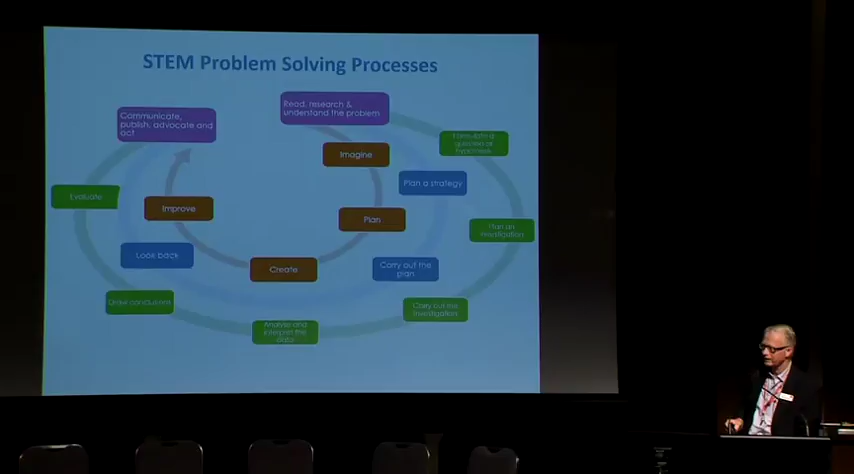 STEM Problem Solving Processes
Communicate,
publish, advocate and
act
Read, research &
understand the problem
Formulate a
question or
hypothesis
Imagine
Plan a strategy
Evaluate
Improve
Plan
Plan an
investigation
Look back
Create
Carry out the
plan
Draw conclusions
Carry out the
investigation
Analyse and
interpret the
data